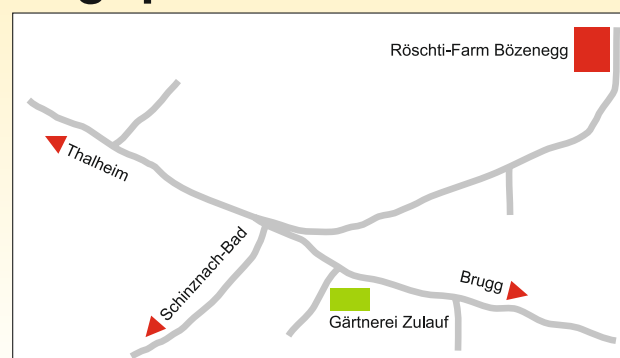 Röschti-Farm Bözenegg
Thalheim
Schinznach-Bad
Brugg
Gärtnerei Zulauf